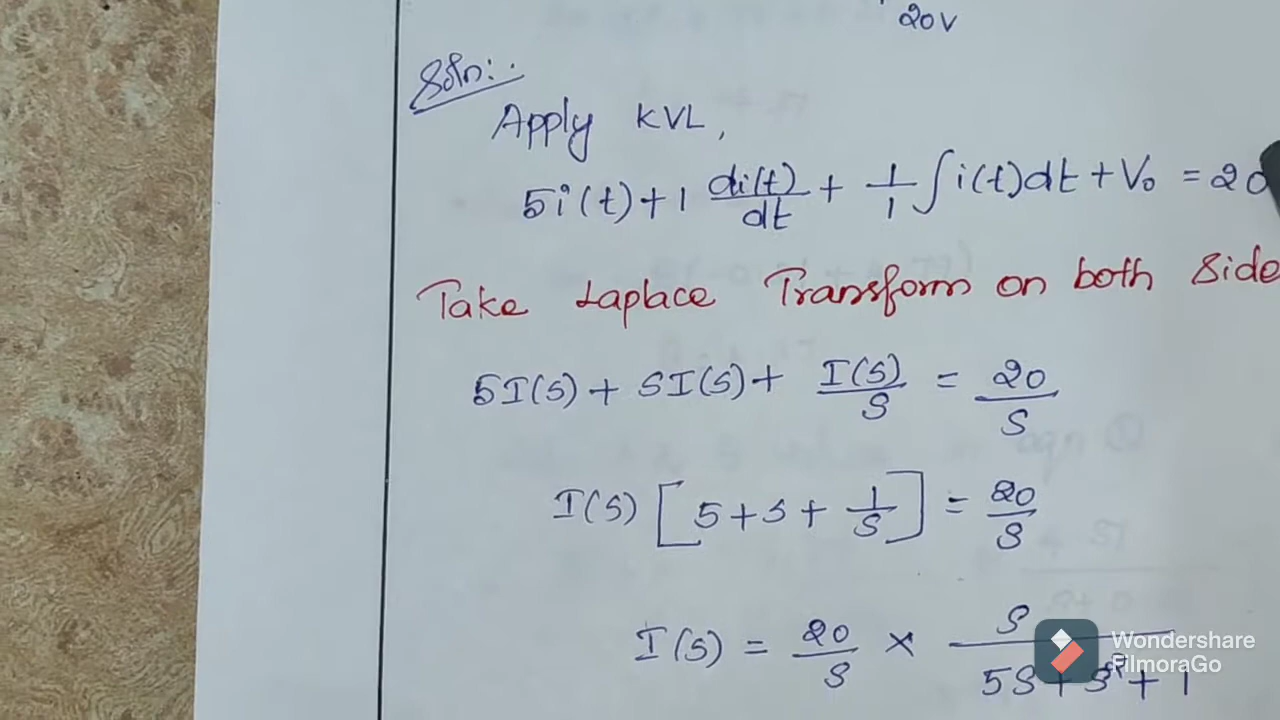 20V
Soln:.
Apply KVL,
5i(t) + 1 di(t)/dt + 1/1 ∫ i(t)dt + V₀ = 20
Take Laplace Transform on both Side
5I(S) + SI(S) + I(S)/S = 20/S
I(S) [5 + S + 1/S] = 20/S
I(S) = 20/S × S/(5S + S² + 1)
Wondershare
FilmoraGo